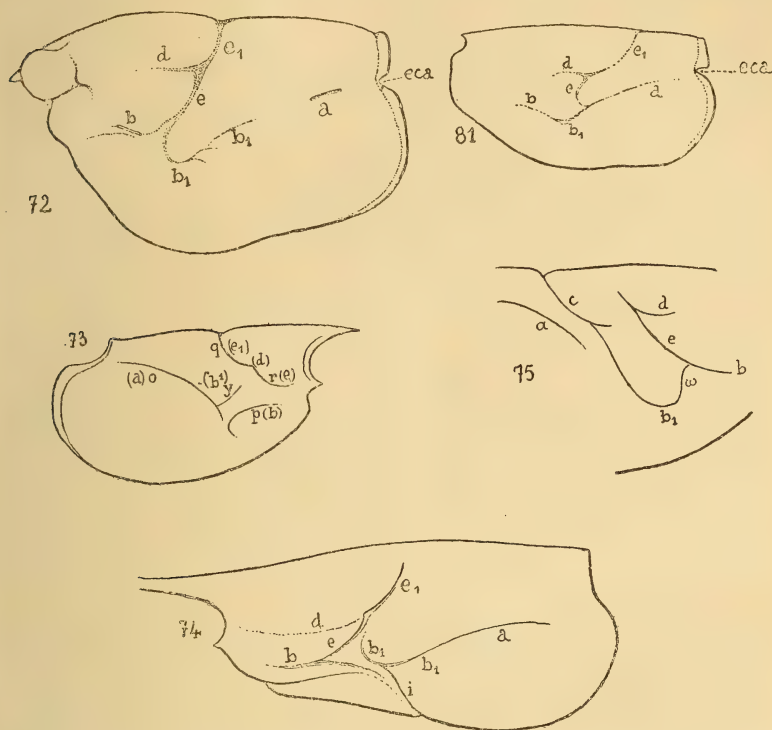 e₁
d
e
eca
b
b₁
a
b₁
72
e₁
d
eca
e
a
b
b₁
81
73
q
(e₁)
(d)
(a) o
-(b¹)
y
r(e)
p(b)
c
d
a
e
75
b
ω
b₁
e₁
74
d
e
b₁
a
b
b₁
i